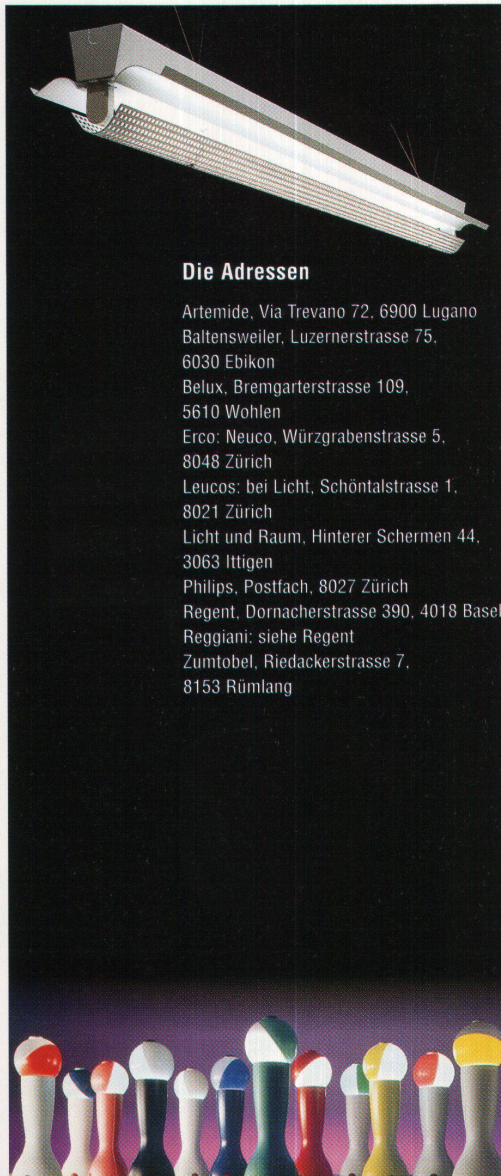 Die Adressen
Artemide, Via Trevano 72, 6900 Lugano
Baltensweiler, Luzernerstrasse 75,
6030 Ebikon
Belux, Bremgarterstrasse 109,
5610 Wohlen
Erco: Neuco, Würzgrabenstrasse 5,
8048 Zürich
Leucos: bei Licht, Schöntalstrasse 1,
8021 Zürich
Licht und Raum, Hinterer Schermen 44,
3063 Ittigen
Philips, Postfach, 8027 Zürich
Regent, Dornacherstrasse 390, 4018 Basel
Reggiani: siehe Regent
Zumtobel, Riedackerstrasse 7,
8153 Rümlang